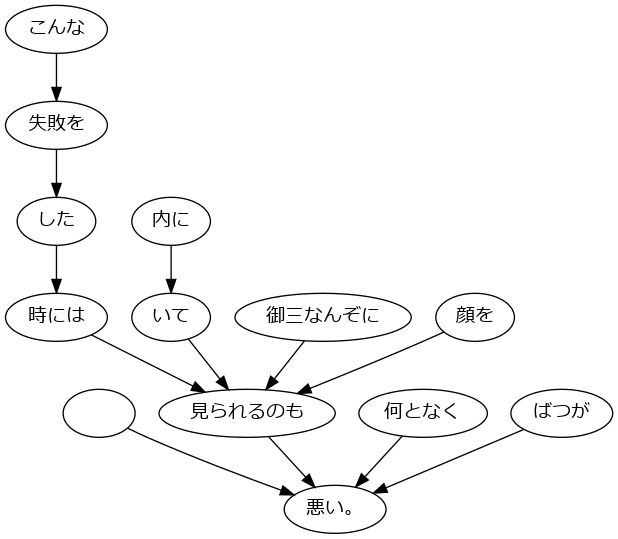 こんな
失敗を
した
内に
時には
いて
御三なんぞに
顔を
見られるのも
何となく
ばつが
悪い。